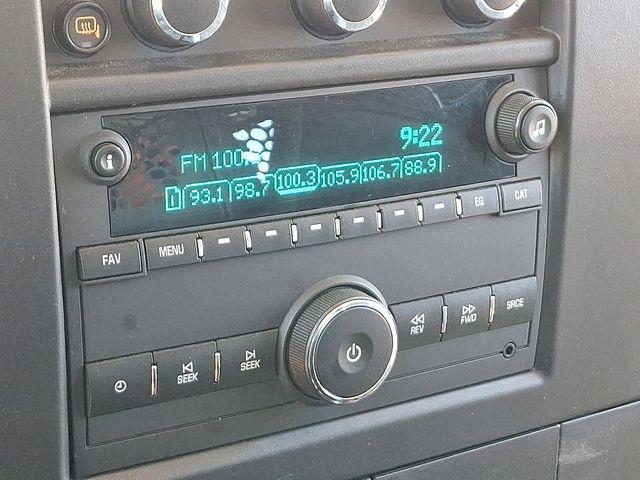 9:22
FM 100
1 93.1 98.7 100.3 105.9 106.7 88.9
i
FAV MENU EQ CAT
SEEK SEEK REV FWD SRCE